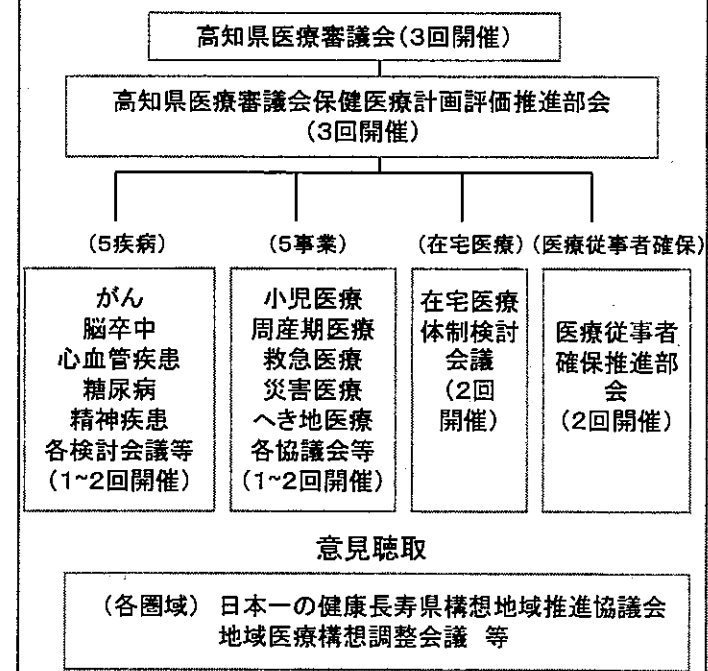 高知県医療審議会(3回開催)
高知県医療審議会保健医療計画評価推進部会
(3回開催)
(5疾病)
がん
脳卒中
心血管疾患
糖尿病
精神疾患
各検討会議等
(1~2回開催)
(5事業)
小児医療
周産期医療
救急医療
災害医療
へき地医療
各協議会等
(1~2回開催)
(在宅医療)
在宅医療
体制検討
会議
(2回
開催)
(医療従事者確保)
医療従事者
確保推進部
会
(2回開催)
意見聴取
(各圏域) 日本一の健康長寿県構想地域推進協議会
地域医療構想調整会議 等